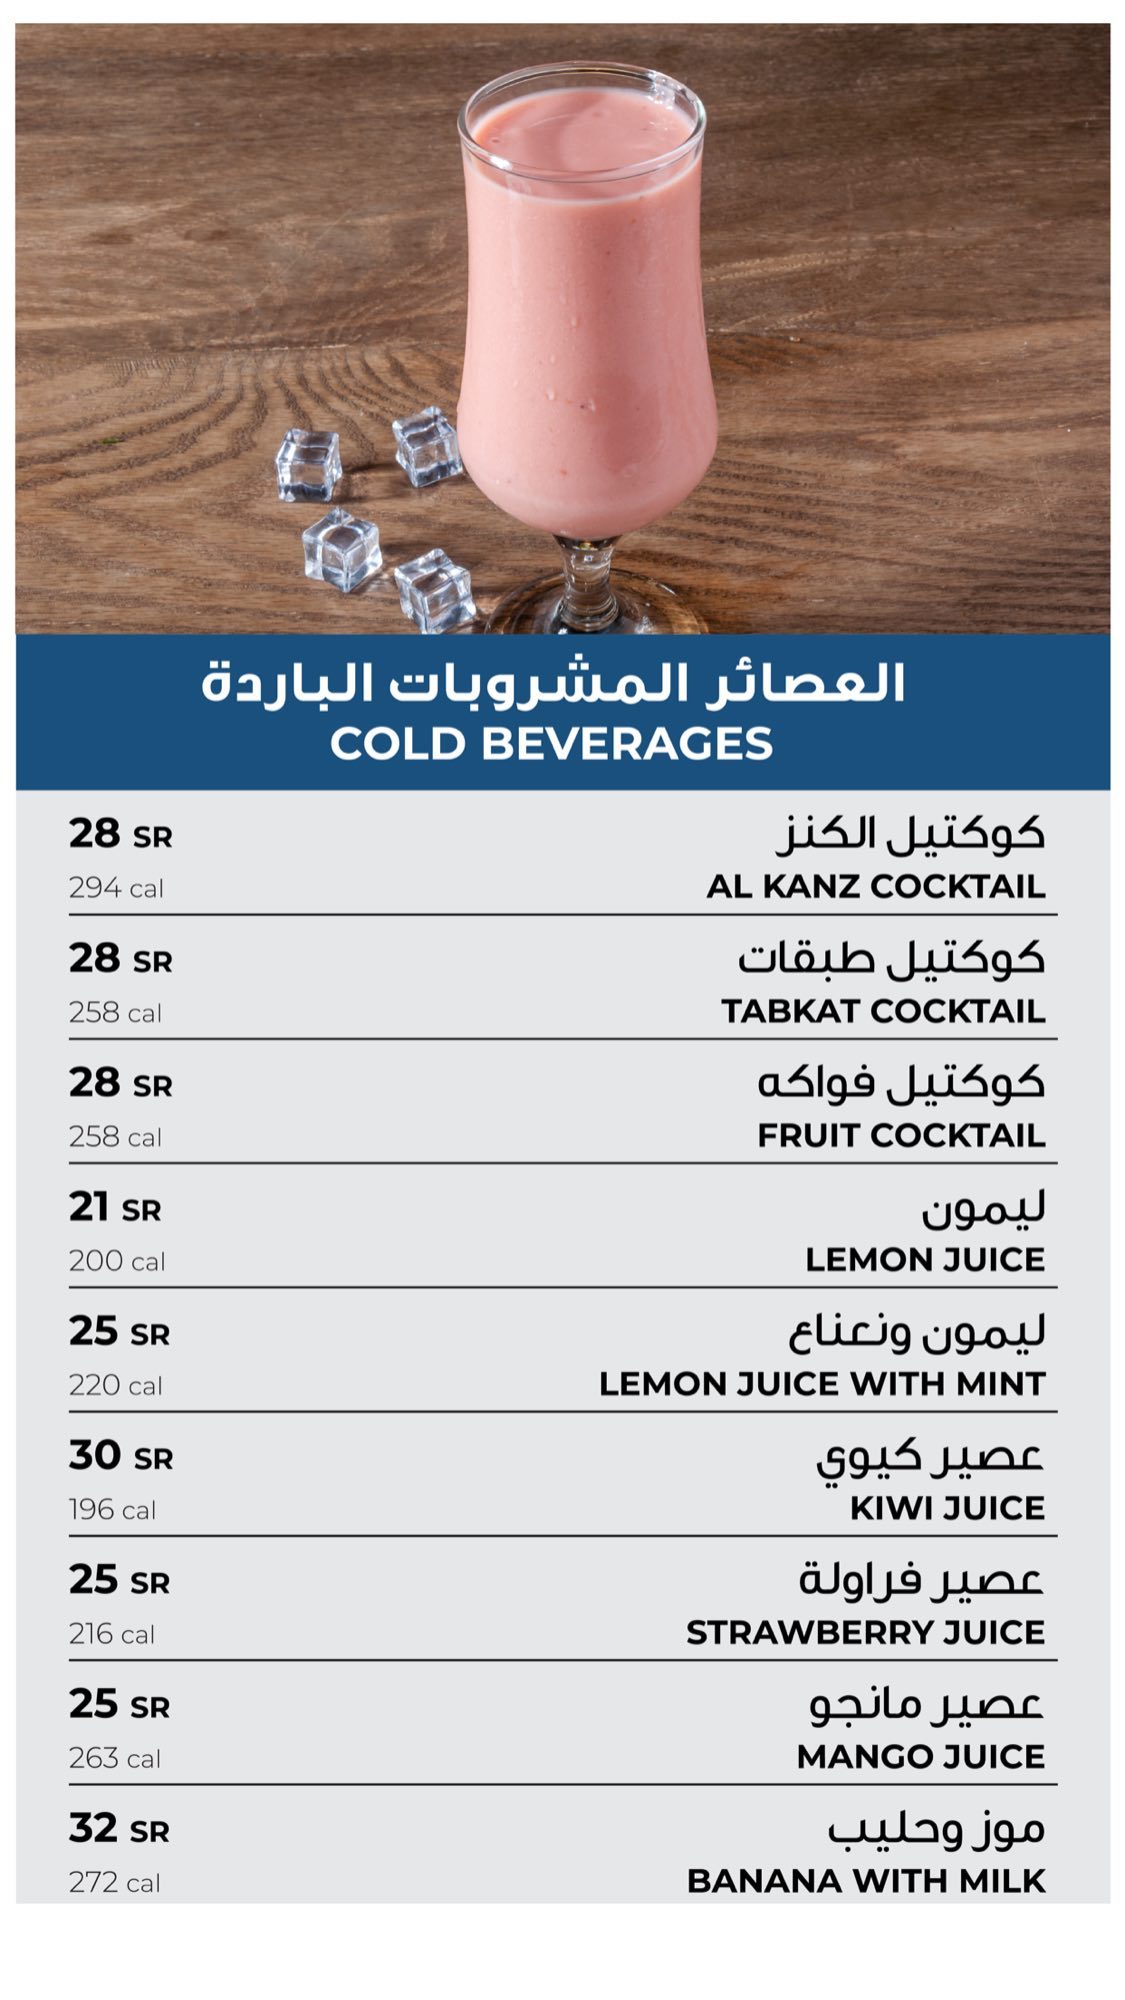 العصائر المشروبات الباردة
COLD BEVERAGES
كوكتيل الكنز
28 SR
AL KANZ COCKTAIL
294 cal
كوكتيل طبقات
28 SR
TABKAT COCKTAIL
258 cal
كوكتيل فواكه
28 SR
FRUIT COCKTAIL
258 cal
ليمون
21 SR
LEMON JUICE
200 cal
ليمون ونعناع
25 SR
LEMON JUICE WITH MINT
220 cal
عصير كيوي
30 SR
KIWI JUICE
196 cal
عصير فراولة
25 SR
STRAWBERRY JUICE
216 cal
عصير مانجو
25 SR
MANGO JUICE
263 cal
موز وحليب
32 SR
BANANA WITH MILK
272 cal